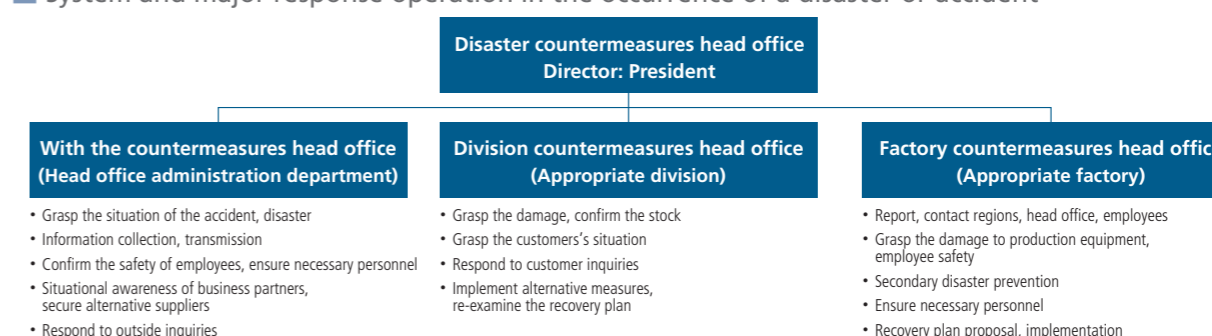 System and major response operation in the occurrence of a disaster or accident
Disaster countermeasures head office
Director: President
With the countermeasures head office
(Head office administration department)
• Grasp the situation of the accident, disaster
• Information collection, transmission
• Confirm the safety of employees, ensure necessary personnel
• Situational awareness of business partners,
secure alternative suppliers
• Respond to outside inquiries
Division countermeasures head office
(Appropriate division)
• Grasp the damage, confirm the stock
• Grasp the customers's situation
• Respond to customer inquiries
• Implement alternative measures,
re-examine the recovery plan
Factory countermeasures head offic
(Appropriate factory)
• Report, contact regions, head office, employees
• Grasp the damage to production equipment,
employee safety
• Secondary disaster prevention
• Ensure necessary personnel
• Recovery plan proposal, implementation